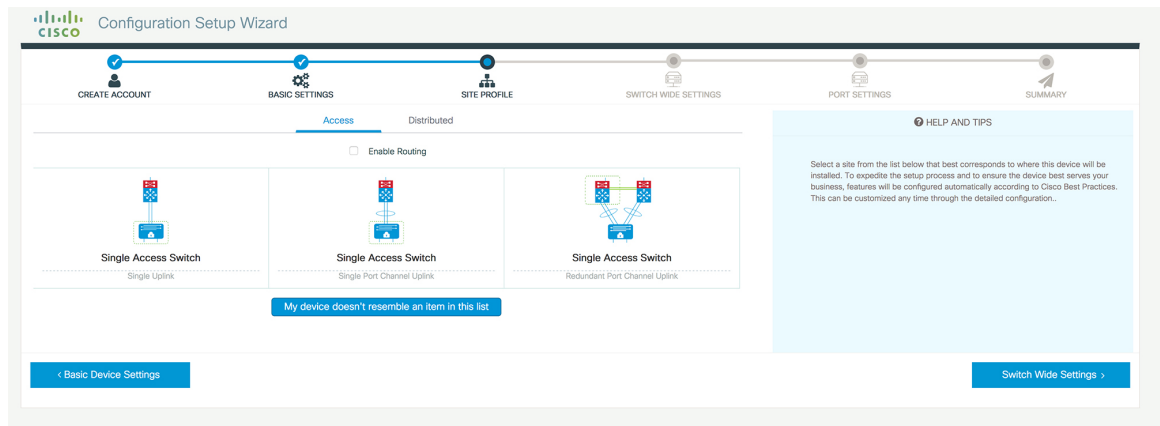 CISCO
Configuration Setup Wizard
CREATE ACCOUNT
BASIC SETTINGS
SITE PROFILE
SWITCH WIDE SETTINGS
PORT SETTINGS
SUMMARY
Access
Distributed
Enable Routing
Single Access Switch
Single Uplink
Single Access Switch
Single Port Channel Uplink
Single Access Switch
Redundant Port Channel Uplink
My device doesn't resemble an item in this list
? HELP AND TIPS
Select a site from the list below that best corresponds to where this device will be
installed. To expedite the setup process and to ensure the device best serves your
business, features will be configured automatically according to Cisco Best Practices.
This can be customized any time through the detailed configuration..
< Basic Device Settings
Switch Wide Settings >